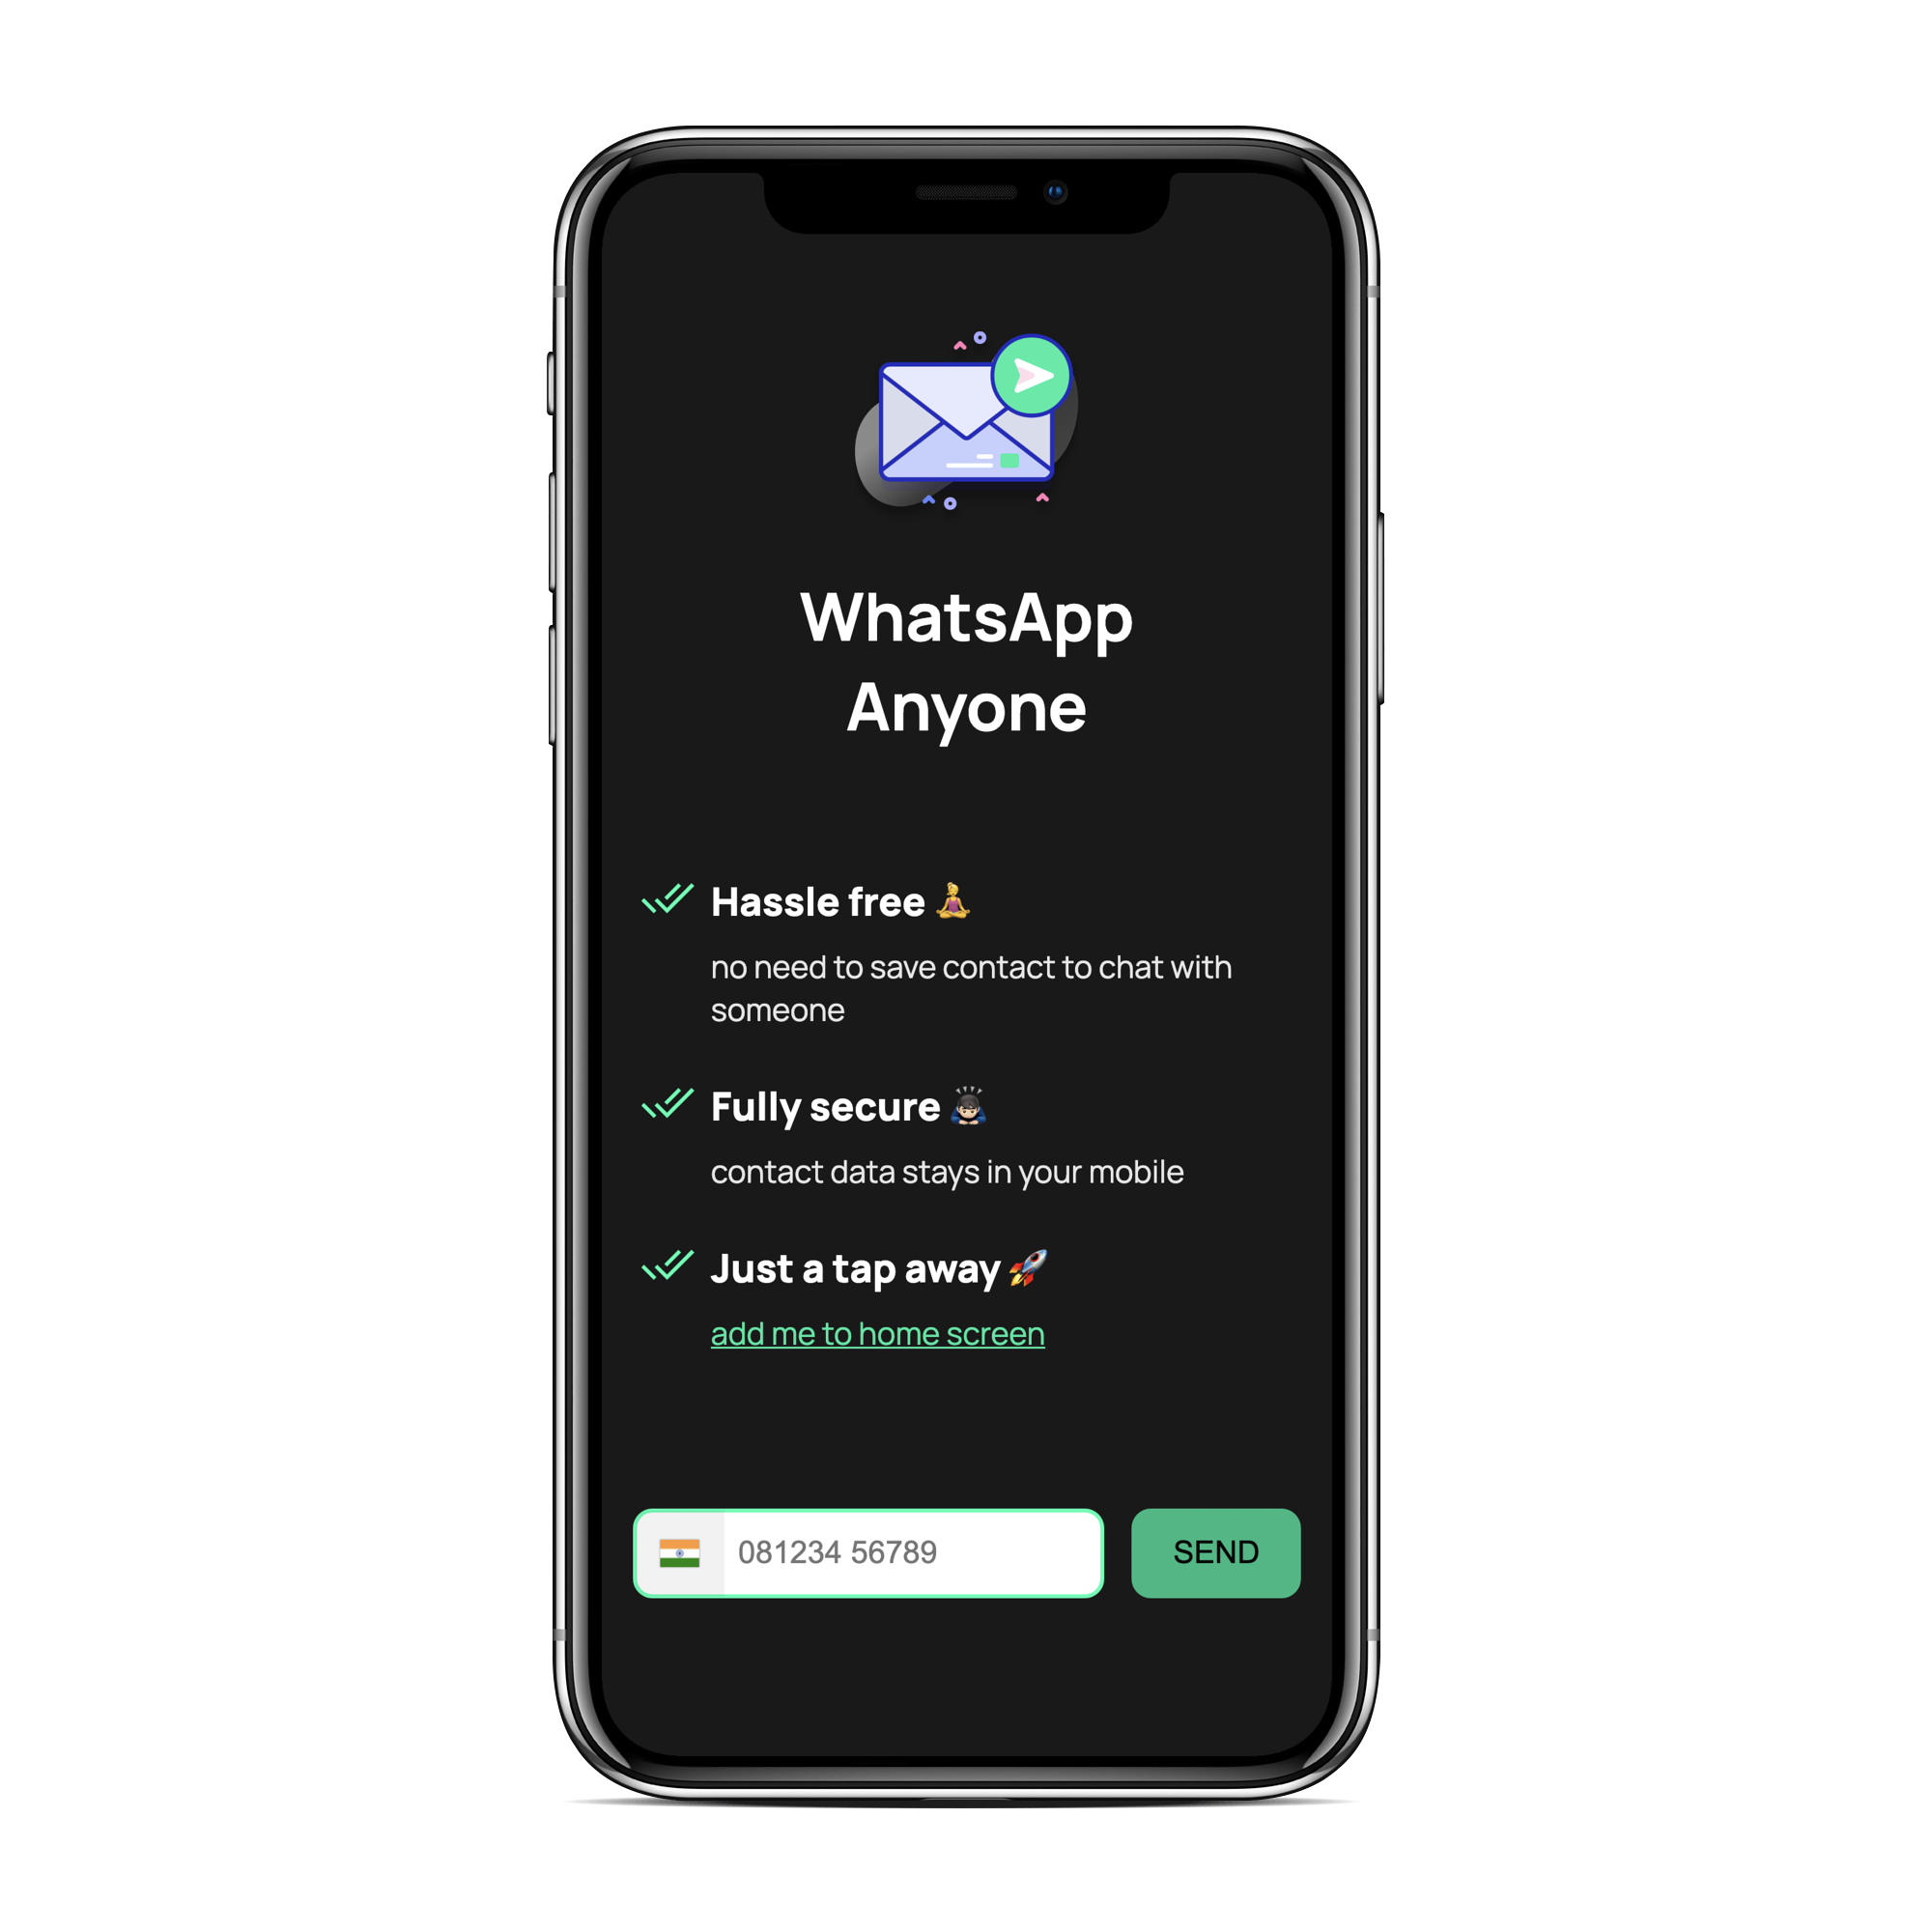 WhatsApp
Anyone
Hassle free 🧘‍♀️
no need to save contact to chat with
someone
Fully secure 🙇🏻‍♂️
contact data stays in your mobile
Just a tap away 🚀
add me to home screen
081234 56789
SEND